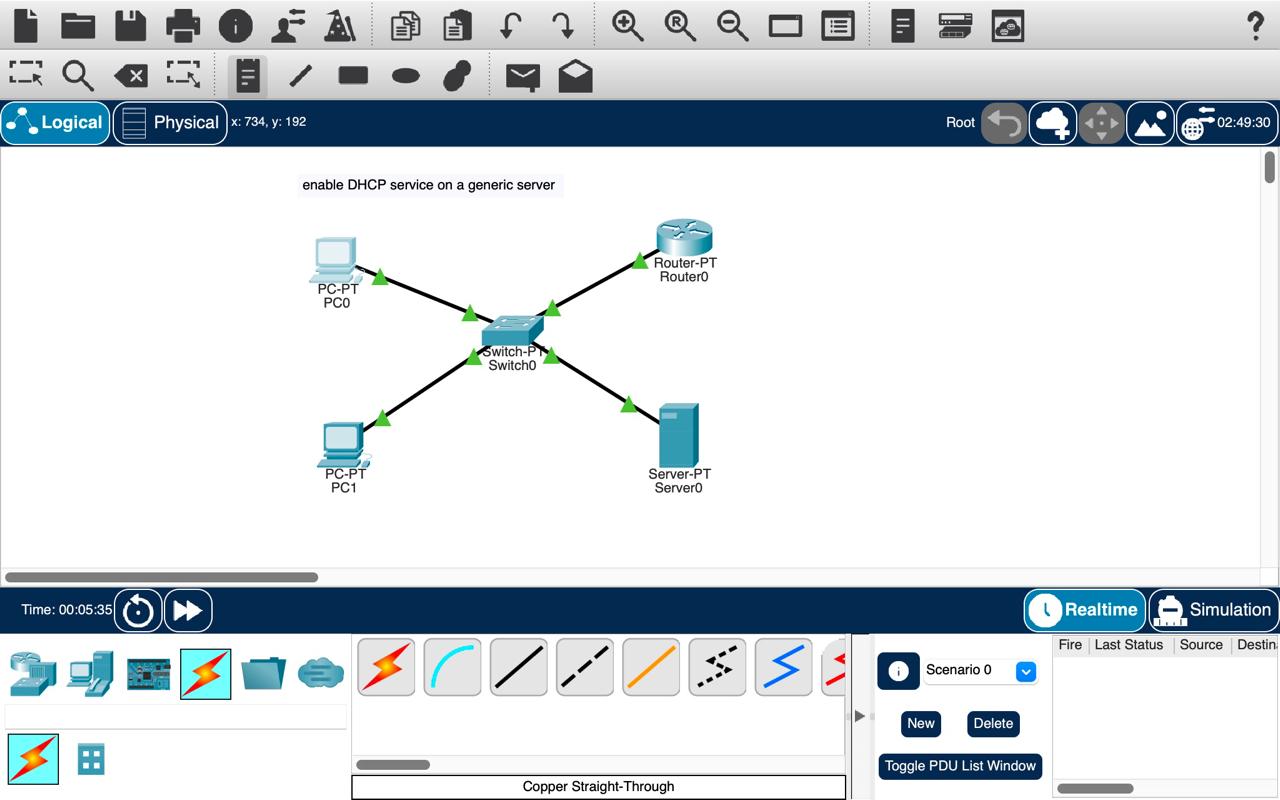 Logical
Physical
x: 734, y: 192
Root
02:49:30
enable DHCP service on a generic server
PC-PT
PC0
Router-PT
Router0
Switch-PT
Switch0
PC-PT
PC1
Server-PT
Server0
Time: 00:05:35
Realtime
Simulation
Scenario 0
Fire
Last Status
Source
Destin
New
Delete
Toggle PDU List Window
Copper Straight-Through